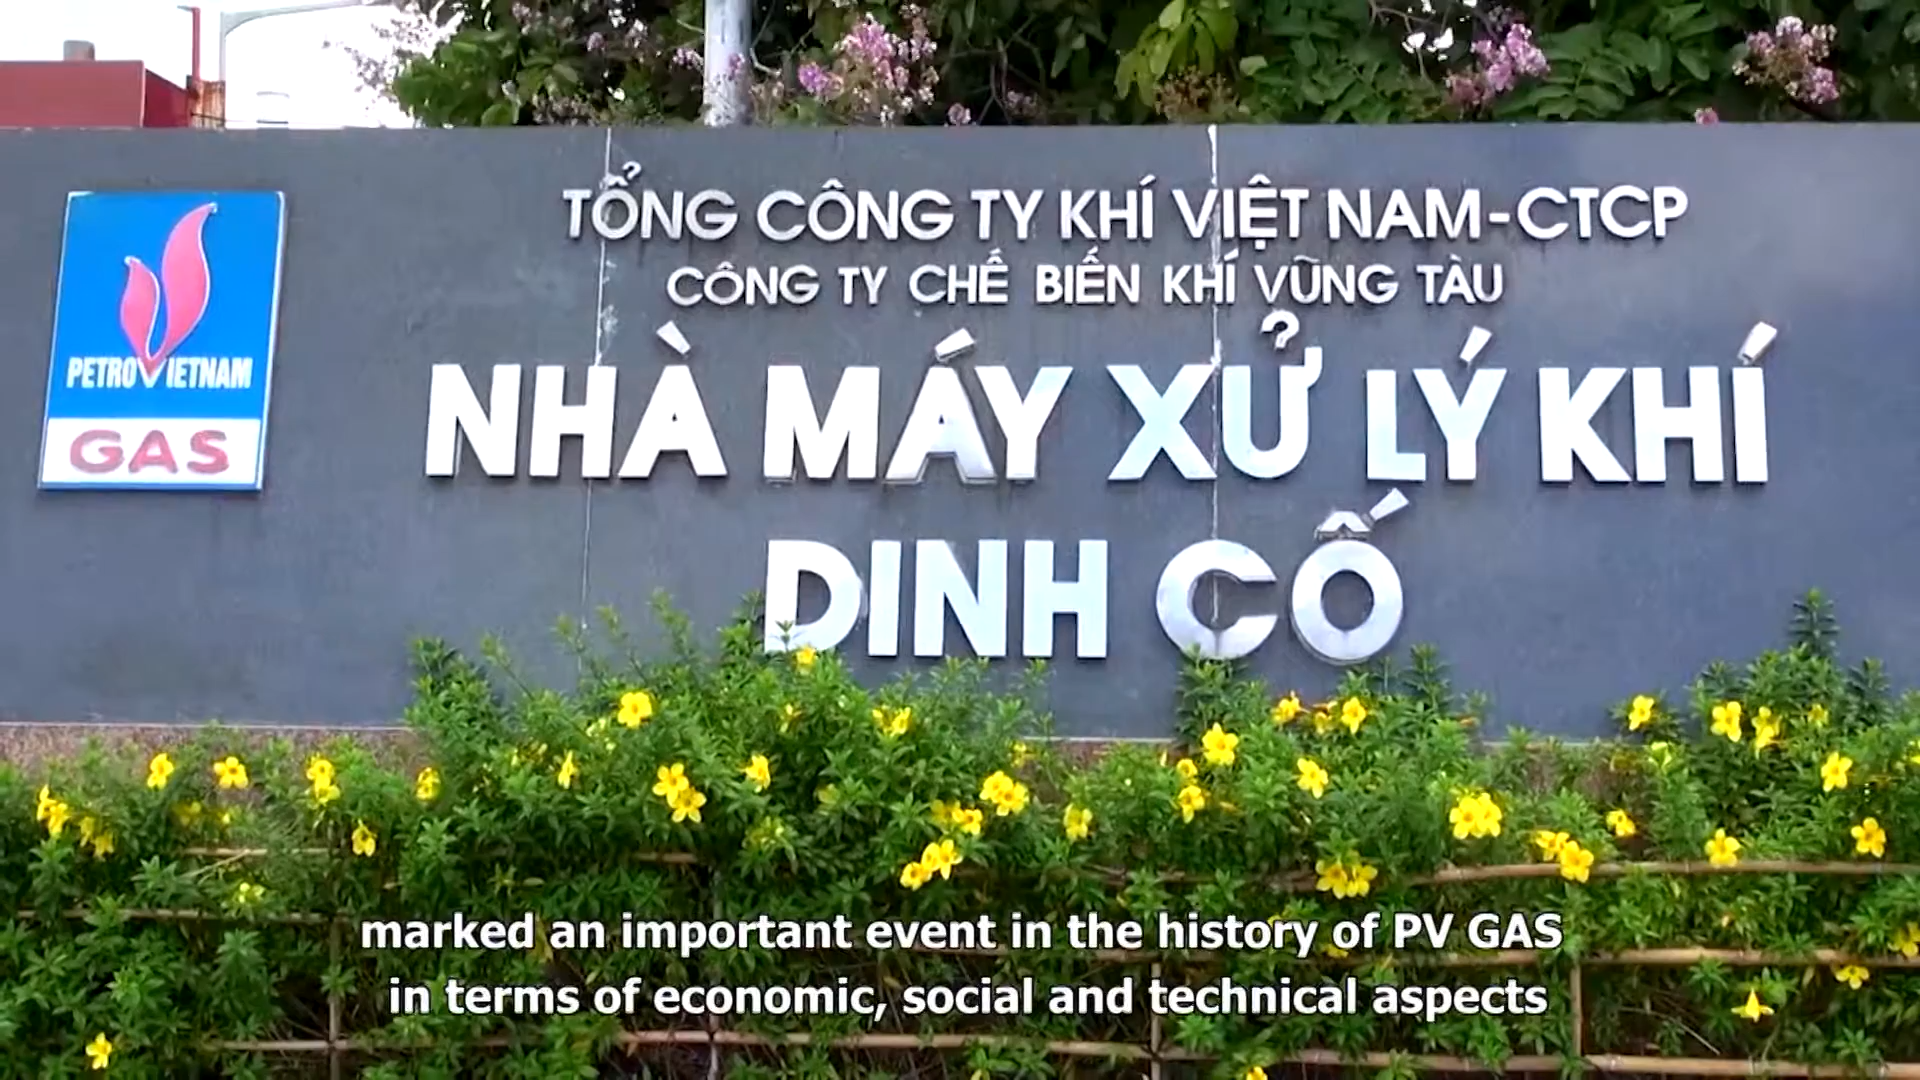 TỔNG CÔNG TY KHÍ VIỆT NAM-CTCP
CÔNG TY CHẾ BIẾN KHÍ VŨNG TÀU
NHÀ MÁY XỬ LÝ KHÍ
DINH CỐ
PETROVIETNAM
GAS
marked an important event in the history of PV GAS
in terms of economic, social and technical aspects